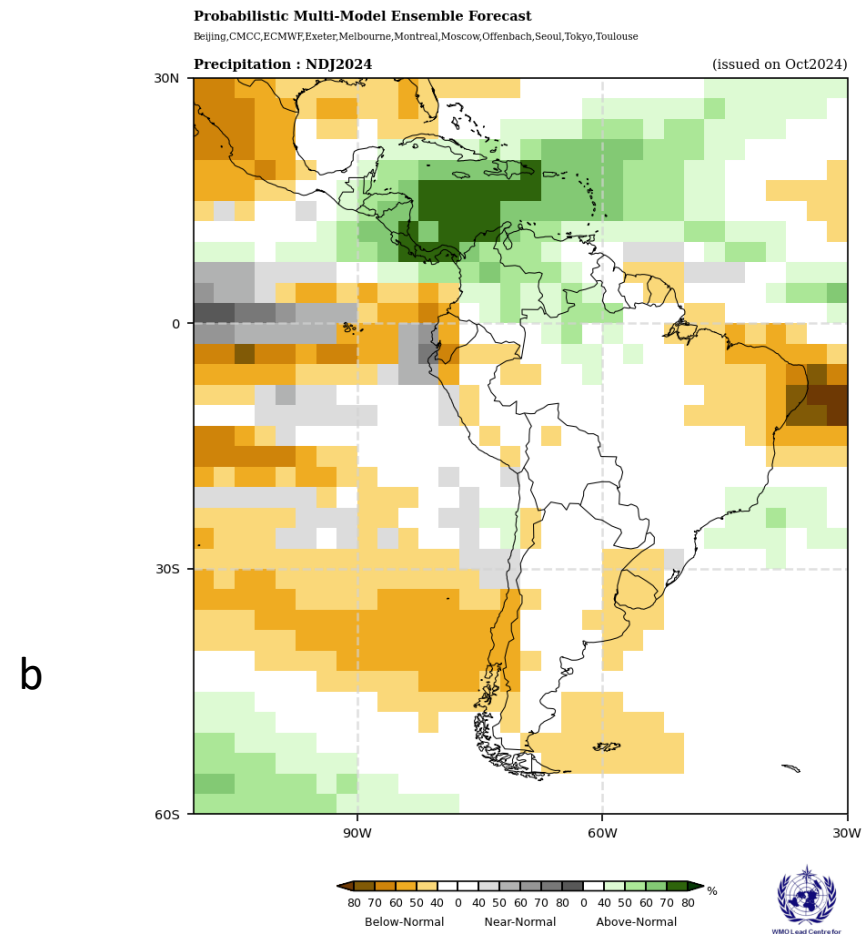 Probabilistic Multi-Model Ensemble Forecast
Beijing,CMCC,ECMWF,Exeter,Melbourne,Montreal,Moscow,Offenbach,Seoul,Tokyo,Toulouse
Precipitation : NDJ2024 (issued on Oct2024)
30N
0
b
30S
60S
90W 60W 30W
80 70 60 50 40 0 40 50 60 70 80 0 40 50 60 70 80 %
Below-Normal Near-Normal Above-Normal
WMO Lead Centre for